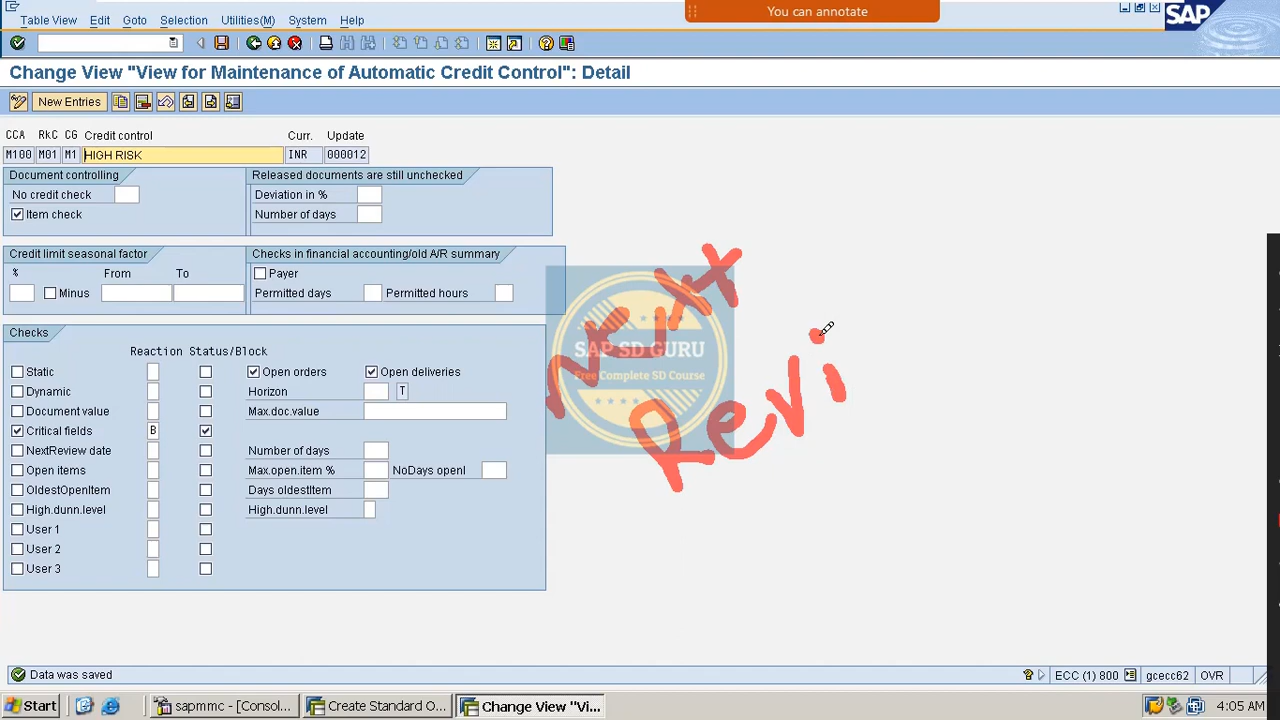 Table View Edit Goto Selection Utilities(M) System Help
You can annotate
SAP
Change View "View for Maintenance of Automatic Credit Control": Detail
New Entries
CCA RkC CG Credit control Curr. Update
M100 M01 M1 HIGH RISK INR 000012
Document controlling
Released documents are still unchecked
No credit check
Deviation in %
Item check
Number of days
Credit limit seasonal factor
Checks in financial accounting/old A/R summary
% From To
Payer
Minus
Permitted days Permitted hours
Checks
Reaction Status/Block
Static
Open orders Open deliveries
Dynamic
Horizon T
Document value
Max.doc.value
Critical fields B
NextReview date
Number of days
Open items
Max.open.item % NoDays openI
OldestOpenItem
Days oldestItem
High.dunn.level
High.dunn.level
User 1
User 2
User 3
SAP SD GURU
Free Complete SD Course
next
Revi
Data was saved
ECC (1) 800 gcecc62 OVR
Start sapmmc - [Consol... Create Standard O... Change View "Vi... 4:05 AM